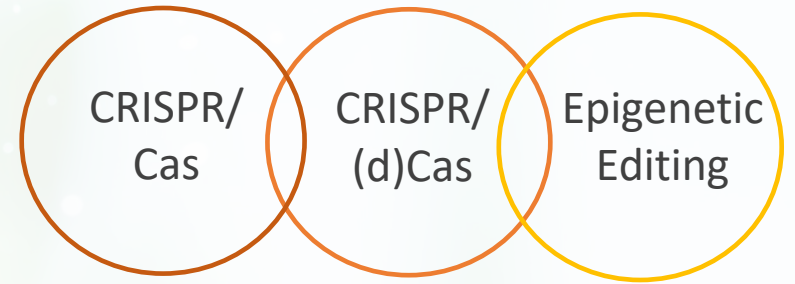 CRISPR/
Cas
CRISPR/
(d)Cas
Epigenetic
Editing